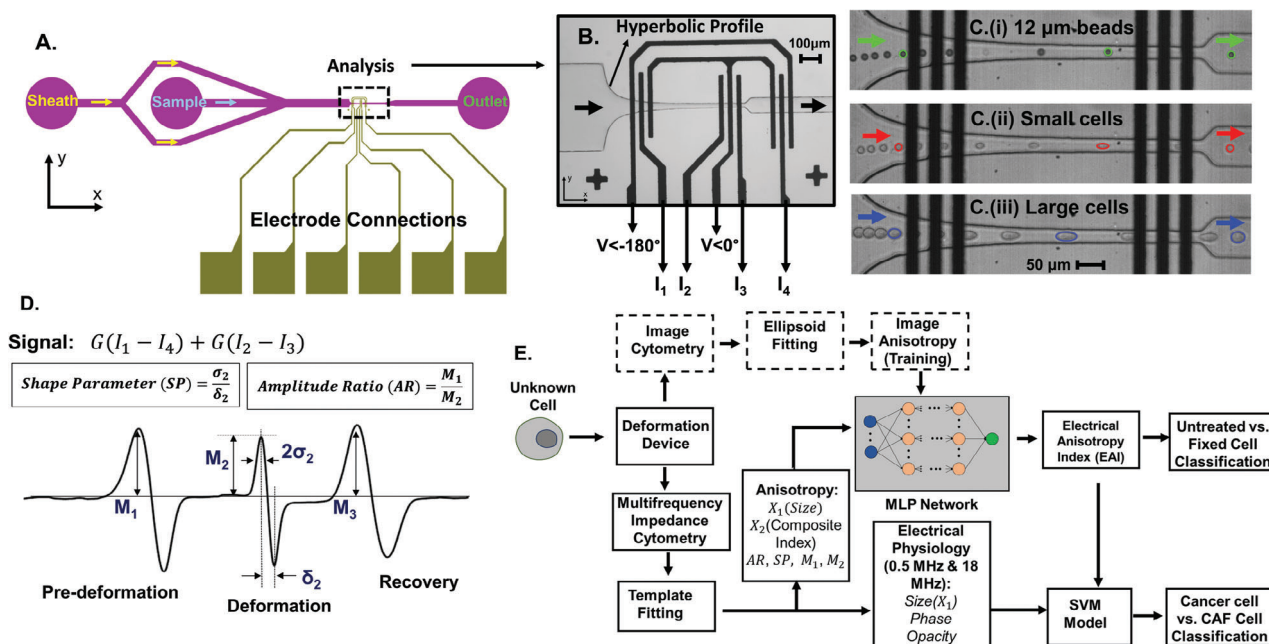 A.
Sheath
Sample
Analysis
Outlet
y
x
Electrode Connections
B.
Hyperbolic Profile
100µm
y
x
V<-180°
V<0°
I₁
I₂
I₃
I₄
C.(i) 12 µm beads
C.(ii) Small cells
C.(iii) Large cells
50 µm
D.
Signal: G(I₁ − I₄) + G(I₂ − I₃)
Shape Parameter (SP) = σ₂/δ₂
Amplitude Ratio (AR) = M₁/M₂
M₁
M₂
2σ₂
δ₂
M₃
Pre-deformation
Deformation
Recovery
E.
Unknown
Cell
Image
Cytometry
Ellipsoid
Fitting
Image
Anisotropy
(Training)
Deformation
Device
Multifrequency
Impedance
Cytometry
Template
Fitting
Anisotropy:
X₁(Size)
X₂(Composite
Index)
AR, SP, M₁, M₂
MLP Network
Electrical
Anisotropy
Index (EAI)
Untreated vs.
Fixed Cell
Classification
Electrical
Physiology
(0.5 MHz & 18
MHz):
Size(X₁)
Phase
Opacity
SVM
Model
Cancer cell
vs. CAF Cell
Classification